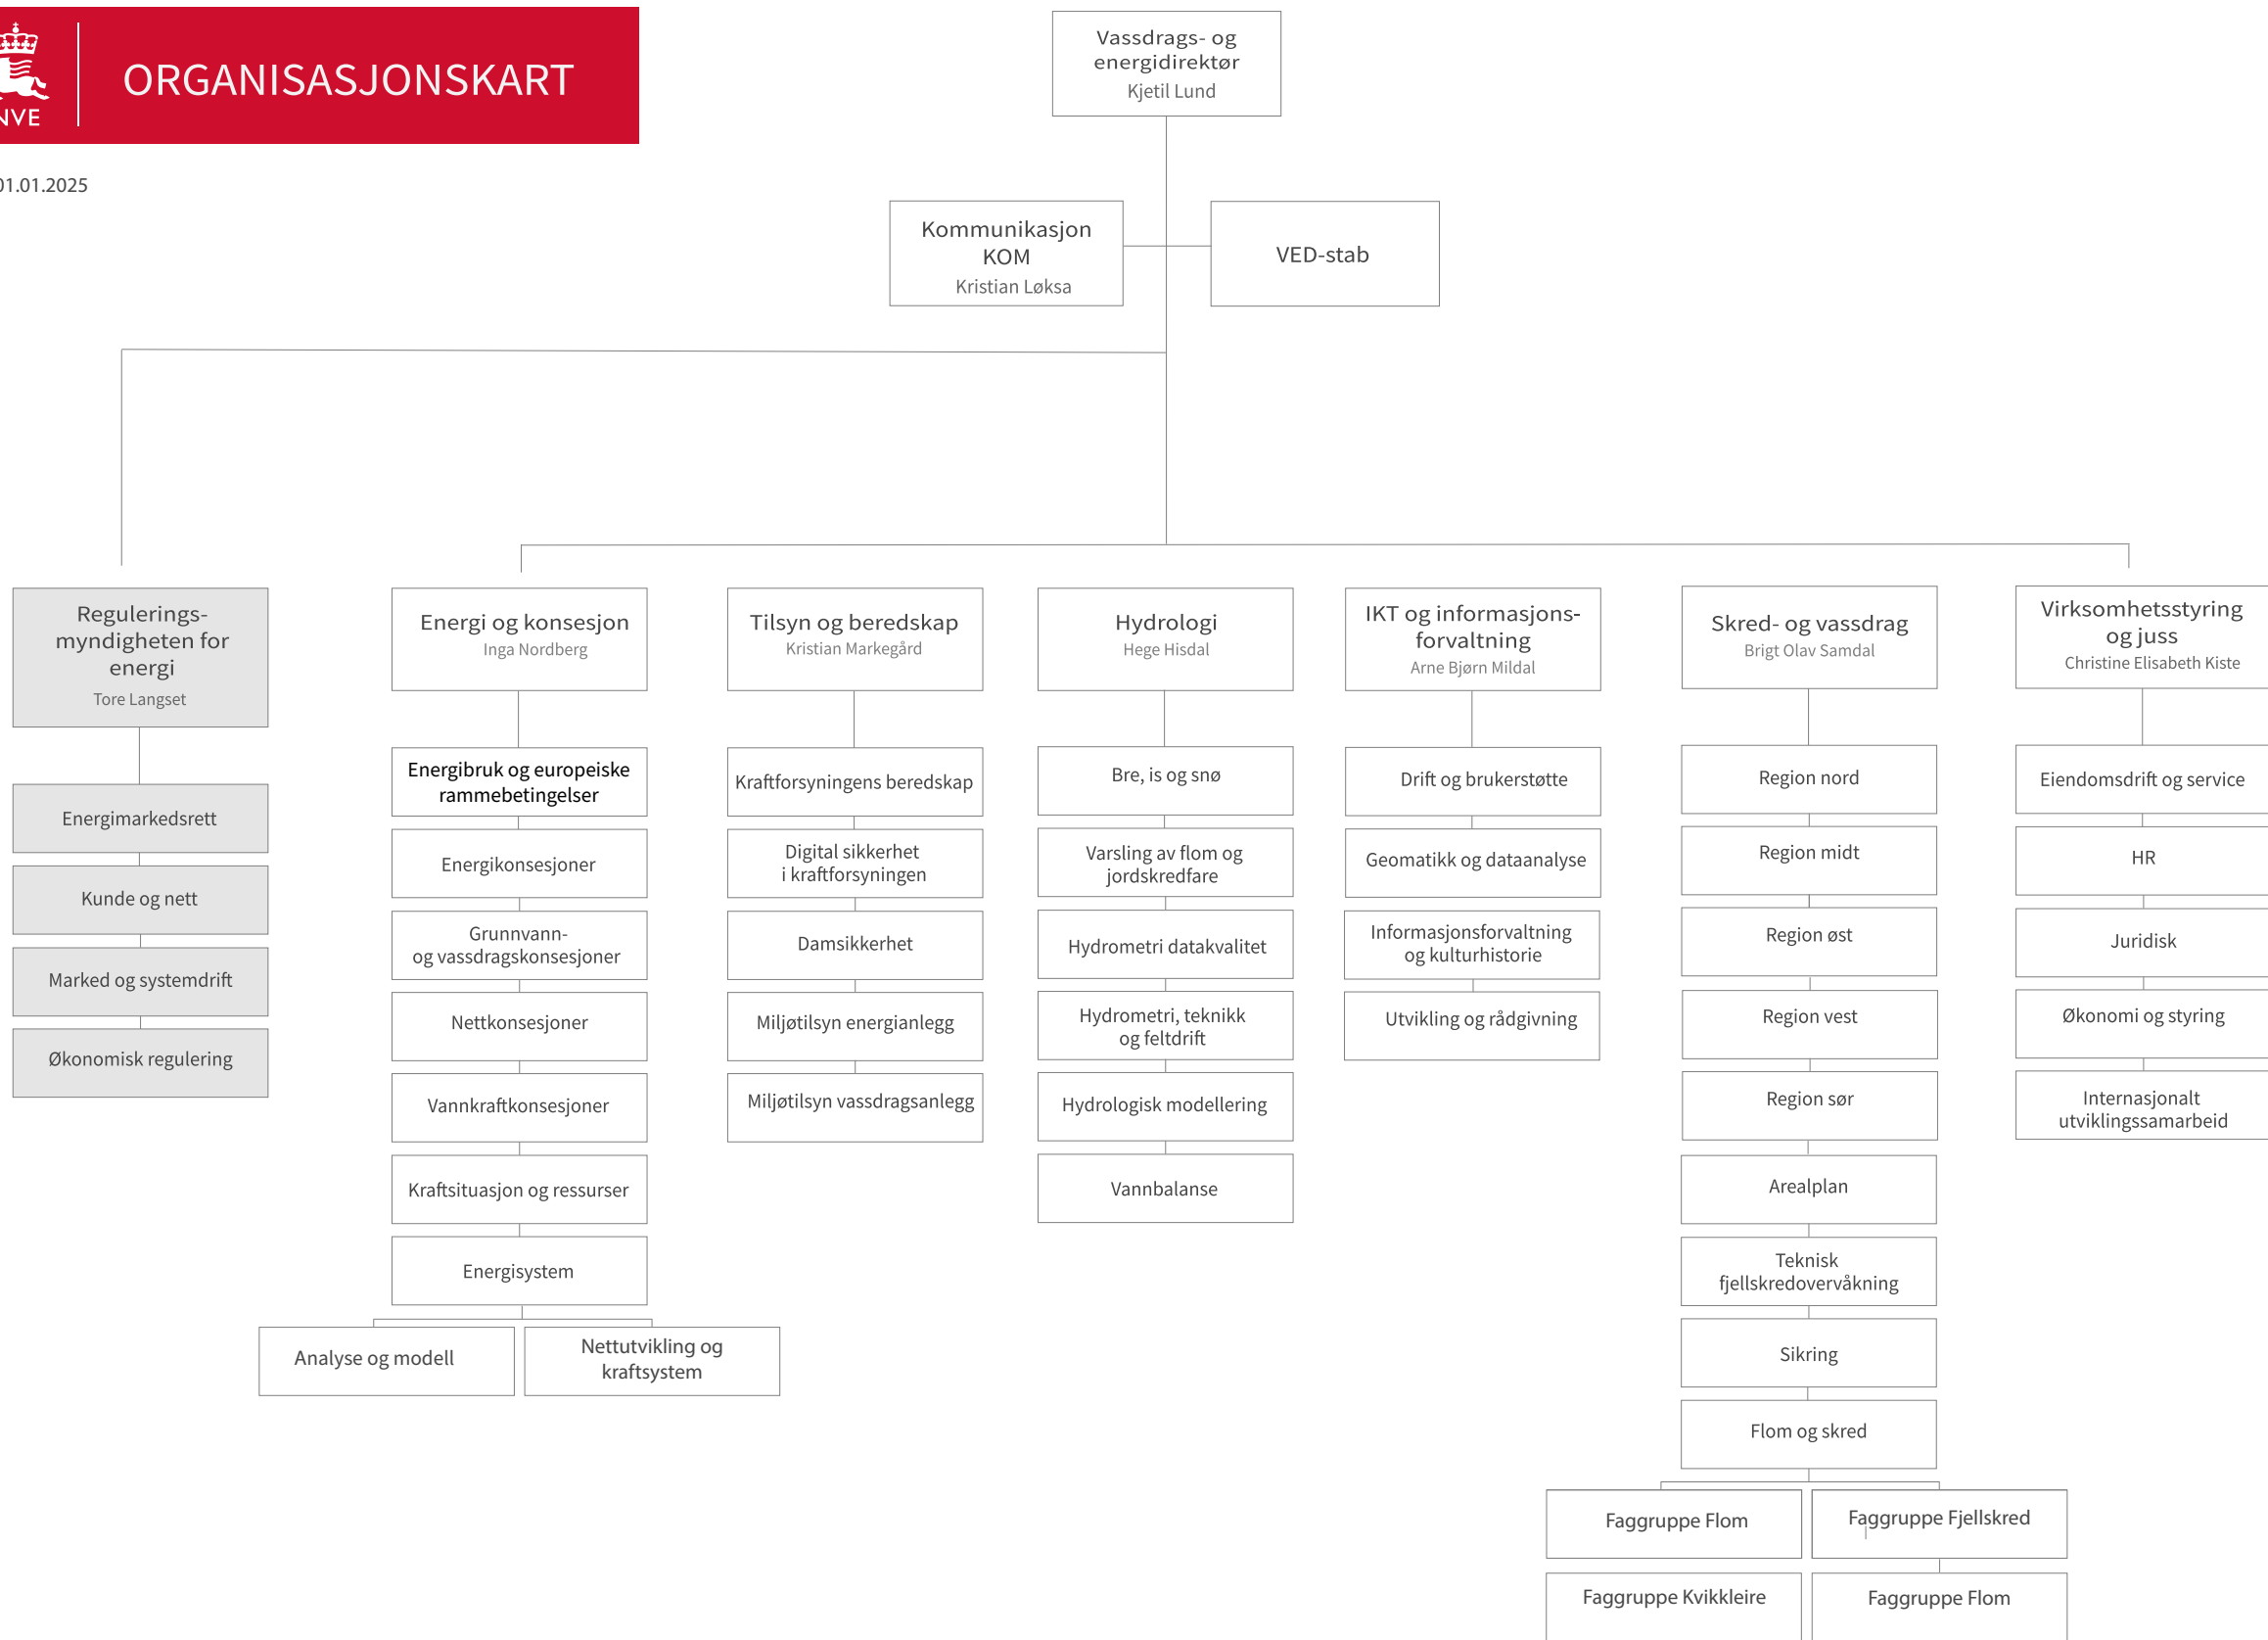 NVE
ORGANISASJONSKART
01.01.2025
Vassdrags- og
energidirektør
Kjetil Lund
Kommunikasjon
KOM
Kristian Løksa
VED-stab
Regulerings-
myndigheten for
energi
Tore Langset
Energimarkedsrett
Kunde og nett
Marked og systemdrift
Økonomisk regulering
Energi og konsesjon
Inga Nordberg
Energibruk og europeiske
rammebetingelser
Energikonsesjoner
Grunnvann-
og vassdragskonsesjoner
Nettkonsesjoner
Vannkraftkonsesjoner
Kraftsituasjon og ressurser
Energisystem
Analyse og modell
Nettutvikling og
kraftsystem
Tilsyn og beredskap
Kristian Markegård
Kraftforsyningens beredskap
Digital sikkerhet
i kraftforsyningen
Damsikkerhet
Miljøtilsyn energianlegg
Miljøtilsyn vassdragsanlegg
Hydrologi
Hege Hisdal
Bre, is og snø
Varsling av flom og
jordskredfare
Hydrometri datakvalitet
Hydrometri, teknikk
og feltdrift
Hydrologisk modellering
Vannbalanse
IKT og informasjons-
forvaltning
Arne Bjørn Mildal
Drift og brukerstøtte
Geomatikk og dataanalyse
Informasjonsforvaltning
og kulturhistorie
Utvikling og rådgivning
Skred- og vassdrag
Brigt Olav Samdal
Region nord
Region midt
Region øst
Region vest
Region sør
Arealplan
Teknisk
fjellskredovervåkning
Sikring
Flom og skred
Faggruppe Flom
Faggruppe Fjellskred
Faggruppe Kvikkleire
Faggruppe Flom
Virksomhetsstyring
og juss
Christine Elisabeth Kiste
Eiendomsdrift og service
HR
Juridisk
Økonomi og styring
Internasjonalt
utviklingssamarbeid